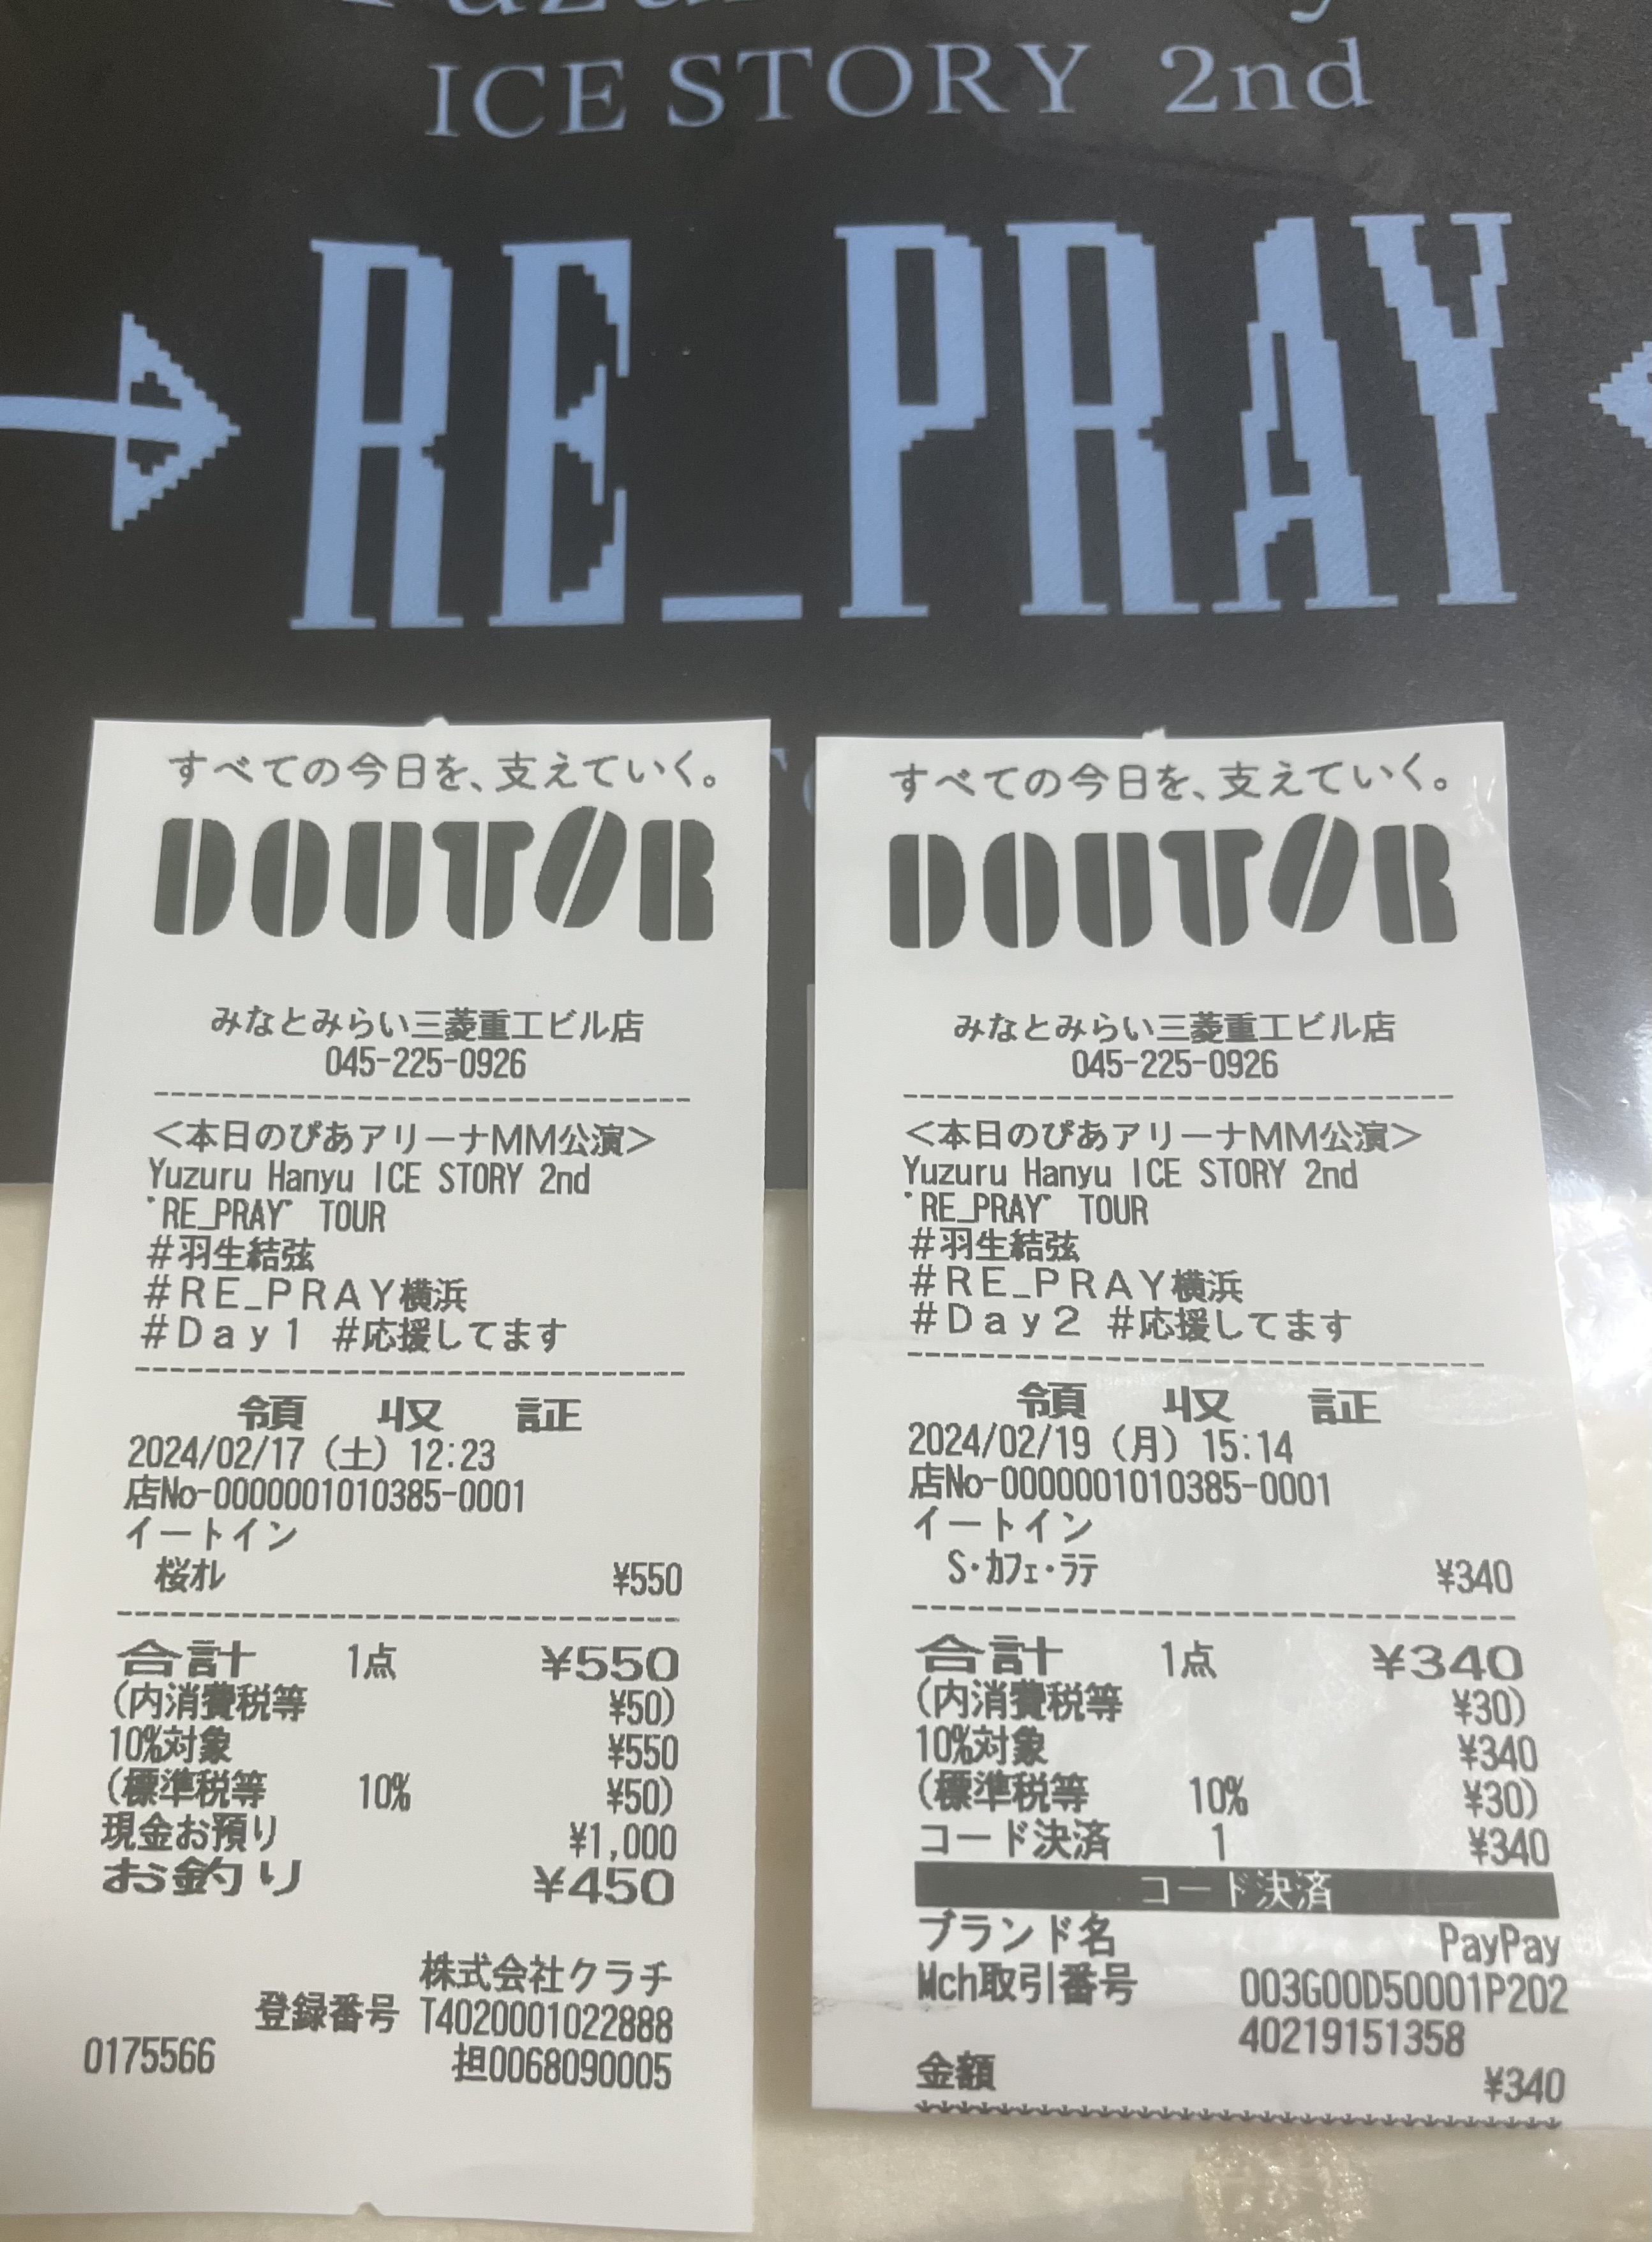 ICE STORY 2nd
RE_PRAY
すべての今日を、支えていく。
DOUTOR
みなとみらい三菱重工ビル店
045-225-0926
＜本日のぴあアリーナMM公演＞
Yuzuru Hanyu ICE STORY 2nd
"RE_PRAY" TOUR
#羽生結弦
#RE_PRAY横浜
#Day1 #応援してます
領 収 証
2024/02/17（土）12:23
店No-0000001010385-0001
イートイン
桜ｵﾚ ¥550
合計 1点 ¥550
(内消費税等 ¥50)
10%対象 ¥550
(標準税等 10% ¥50)
現金お預り ¥1,000
お釣り ¥450
株式会社クラチ
登録番号 T4020001022888
0175566 担0068090005
すべての今日を、支えていく。
DOUTOR
みなとみらい三菱重工ビル店
045-225-0926
＜本日のぴあアリーナMM公演＞
Yuzuru Hanyu ICE STORY 2nd
"RE_PRAY" TOUR
#羽生結弦
#RE_PRAY横浜
#Day2 #応援してます
領 収 証
2024/02/19（月）15:14
店No-0000001010385-0001
イートイン
S･ｶﾌｪ･ﾗﾃ ¥340
合計 1点 ¥340
(内消費税等 ¥30)
10%対象 ¥340
(標準税等 10% ¥30)
コード決済 1 ¥340
コード決済
ブランド名 PayPay
Mch取引番号 003G00D50001P202
40219151358
金額 ¥340